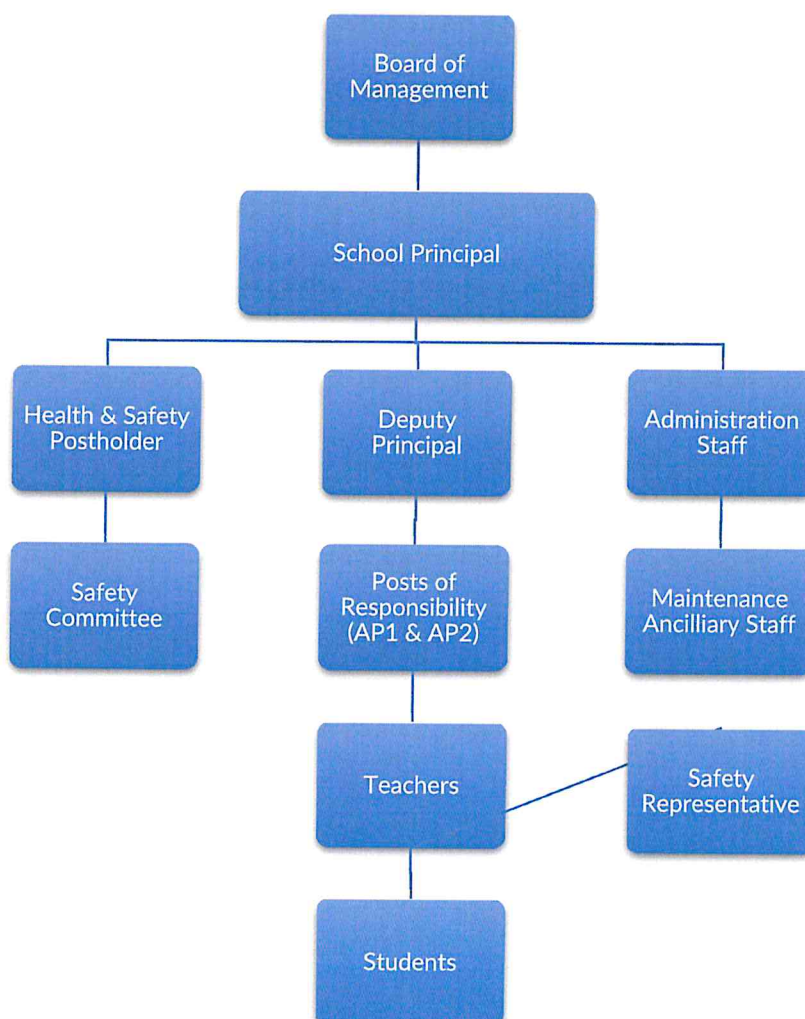 Board of
Management
School Principal
Health & Safety
Postholder
Deputy
Principal
Administration
Staff
Safety
Committee
Posts of
Responsibility
(AP1 & AP2)
Maintenance
Ancilliary Staff
Teachers
Safety
Representative
Students